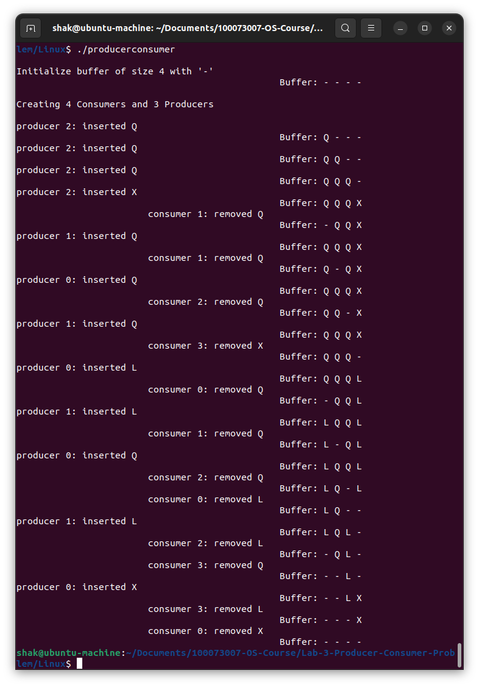 shak@ubuntu-machine: ~/Documents/100073007-OS-Course/...
lem/Linux$ ./producerconsumer
Initialize buffer of size 4 with '-'
Buffer: - - - -
Creating 4 Consumers and 3 Producers
producer 2: inserted Q
Buffer: Q - - -
producer 2: inserted Q
Buffer: Q Q - -
producer 2: inserted Q
Buffer: Q Q Q -
producer 2: inserted X
Buffer: Q Q Q X
consumer 1: removed Q
Buffer: - Q Q X
producer 1: inserted Q
Buffer: Q Q Q X
consumer 1: removed Q
Buffer: Q - Q X
producer 0: inserted Q
Buffer: Q Q Q X
consumer 2: removed Q
Buffer: Q Q - X
producer 1: inserted Q
Buffer: Q Q Q X
consumer 3: removed X
Buffer: Q Q Q -
producer 0: inserted L
Buffer: Q Q Q L
consumer 0: removed Q
Buffer: - Q Q L
producer 1: inserted L
Buffer: L Q Q L
consumer 1: removed Q
Buffer: L - Q L
producer 0: inserted Q
Buffer: L Q Q L
consumer 2: removed Q
Buffer: L Q - L
consumer 0: removed L
Buffer: L Q - -
producer 1: inserted L
Buffer: L Q L -
consumer 2: removed L
Buffer: - Q L -
consumer 3: removed Q
Buffer: - - L -
producer 0: inserted X
Buffer: - - L X
consumer 3: removed L
Buffer: - - - X
consumer 0: removed X
Buffer: - - - -
shak@ubuntu-machine:~/Documents/100073007-OS-Course/Lab-3-Producer-Consumer-Prob
lem/Linux$